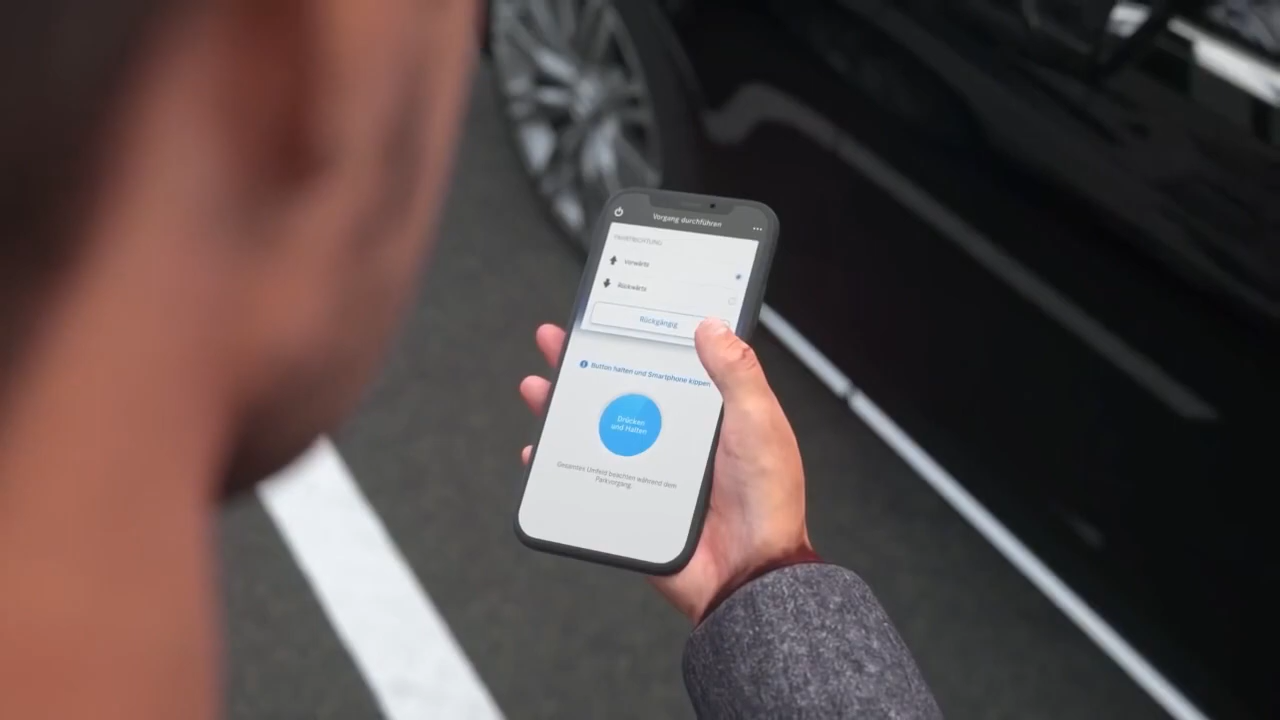 Vorgang durchführen
FAHRTRICHTUNG
Vorwärts
Rückwärts
Rückgängig
Button halten und Smartphone kippen
Drücken
und Halten
Gesamtes Umfeld beachten während dem
Parkvorgang.